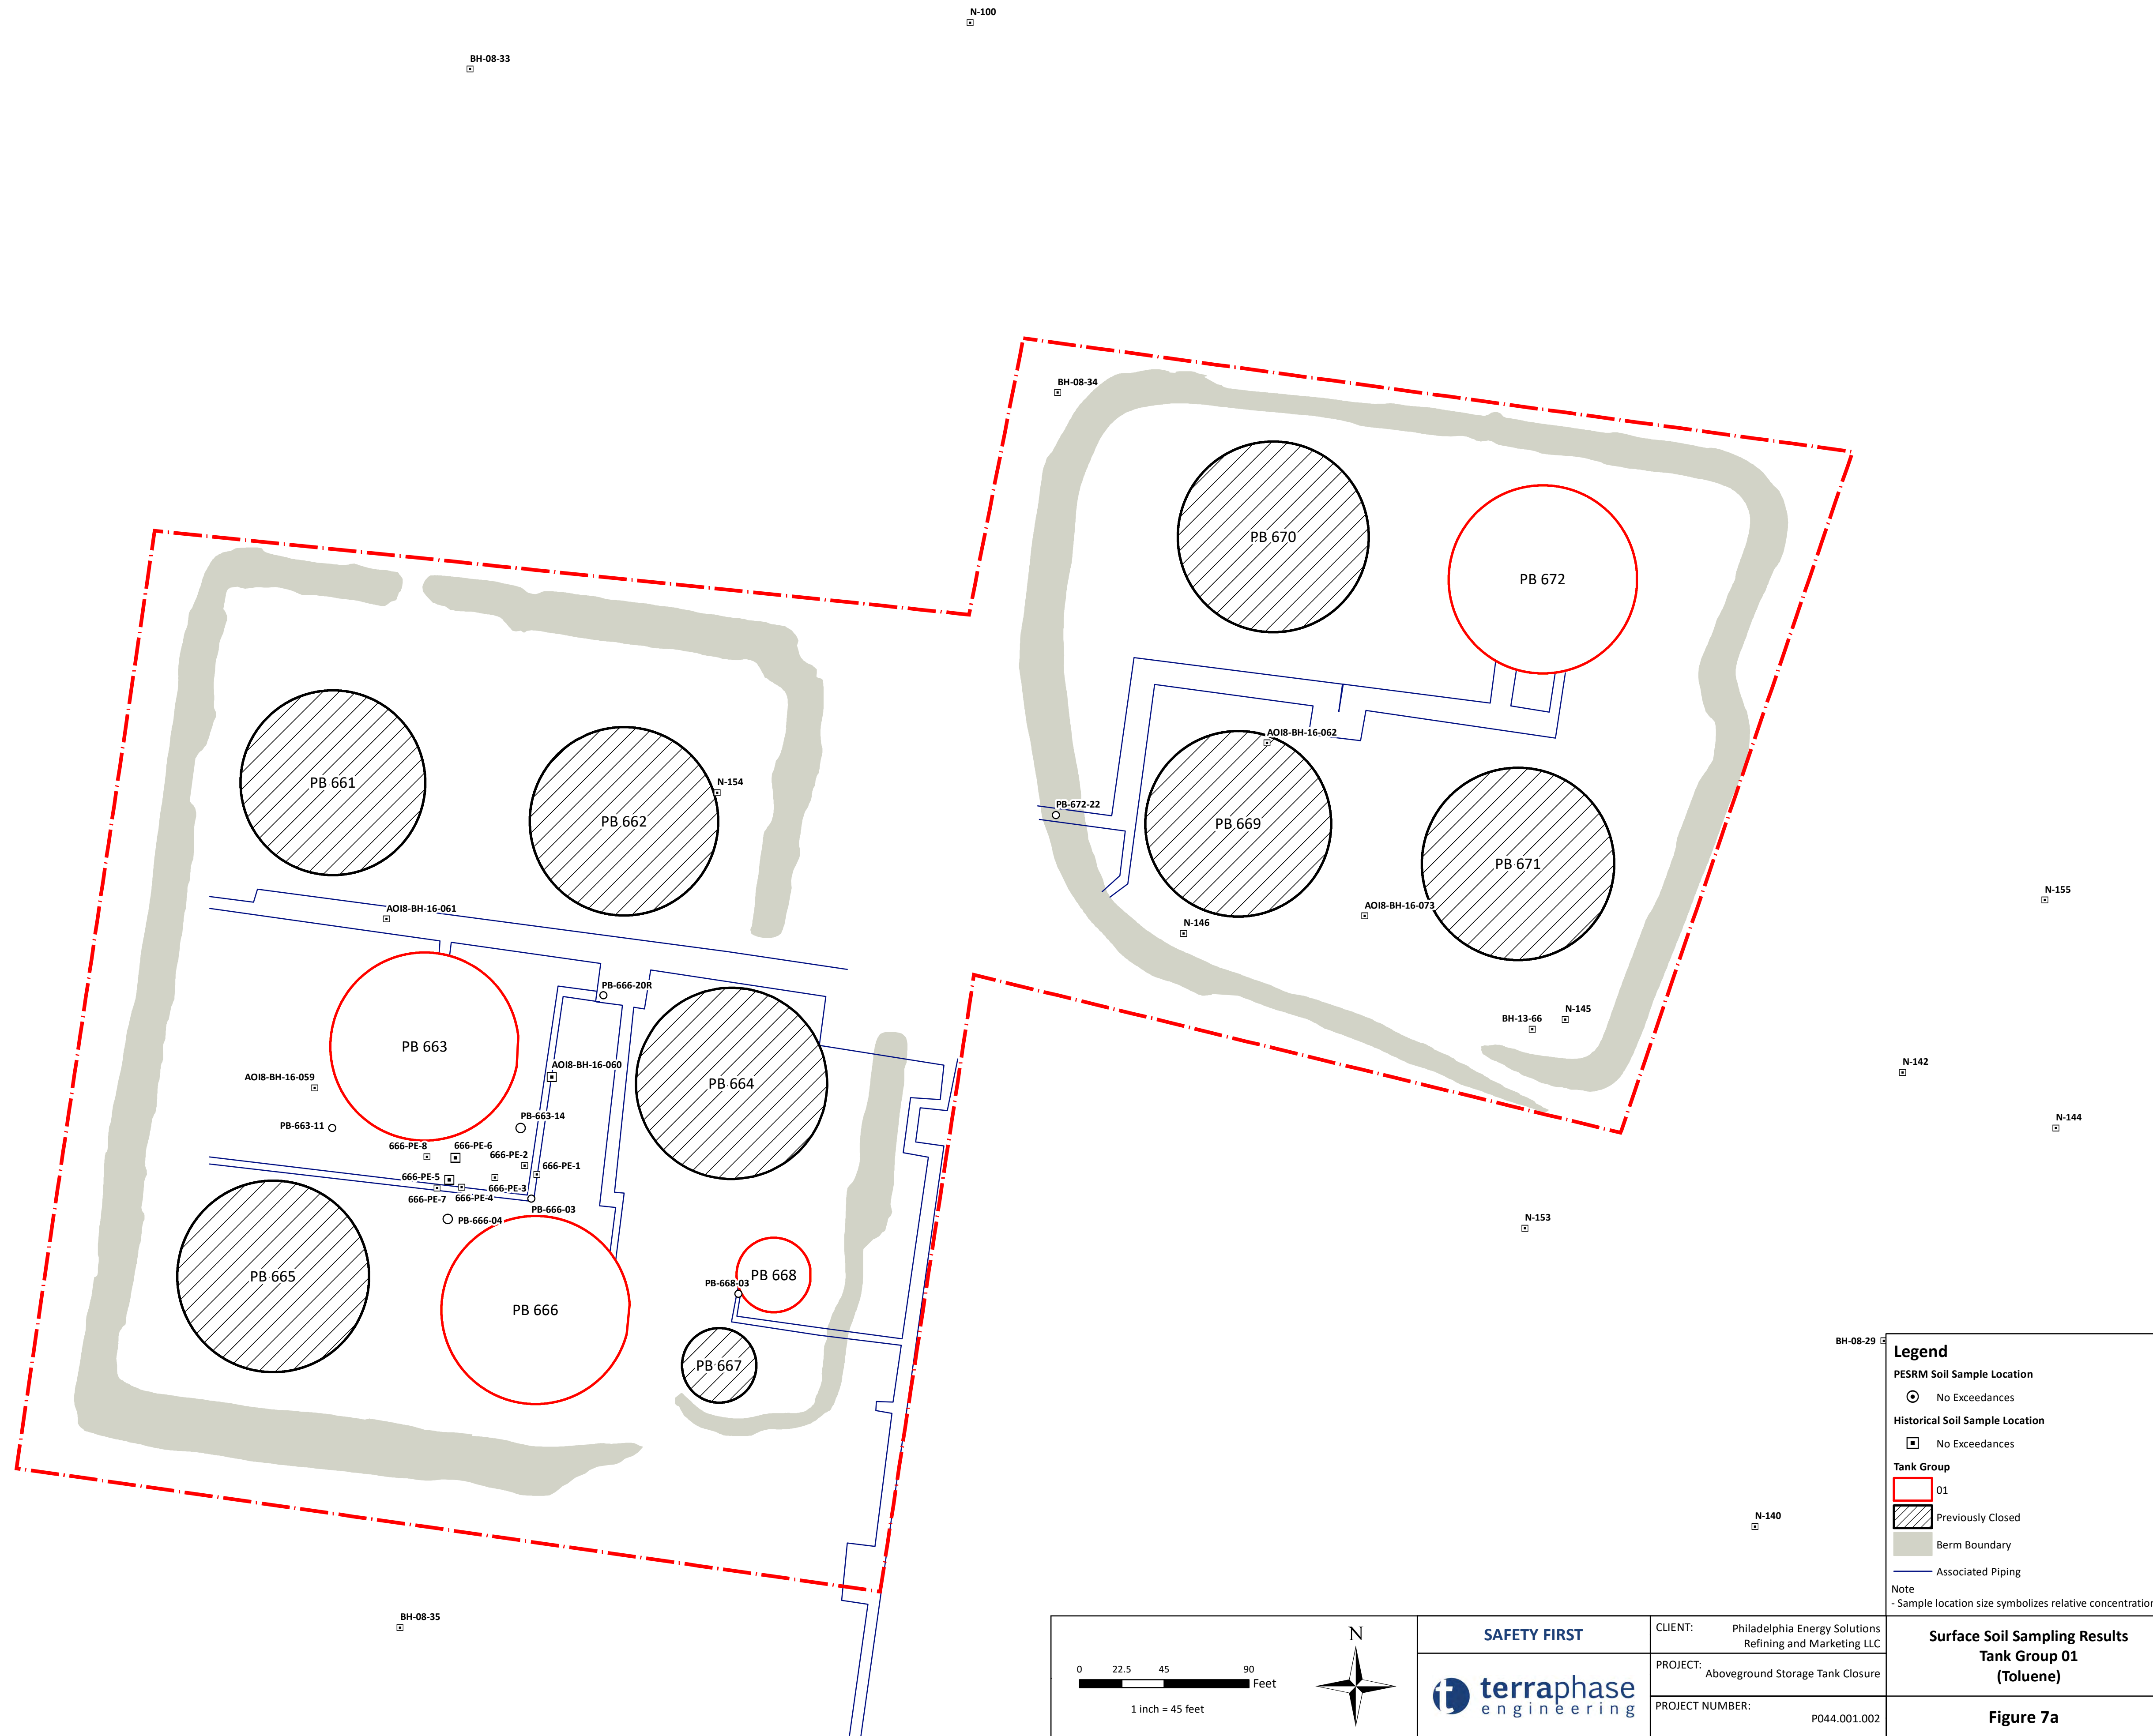 N-100
BH-08-33
BH-08-34
PB 670
PB 672
AOI8-BH-16-062
PB 661
N-154
PB 662
PB-672-22
PB 669
PB 671
N-155
AOI8-BH-16-061
AOI8-BH-16-073
N-146
PB-666-20R
N-145
BH-13-66
PB 663
AOI8-BH-16-060
N-142
AOI8-BH-16-059
PB 664
PB-663-14
N-144
PB-663-11
666-PE-8
666-PE-6
666-PE-2
666-PE-1
666-PE-5
666-PE-3
666-PE-7
666-PE-4
PB-666-03
PB-666-04
N-153
PB 665
PB-668-03
PB 668
PB 666
PB 667
BH-08-29
N-140
BH-08-35
Legend
PESRM Soil Sample Location
No Exceedances
Historical Soil Sample Location
No Exceedances
Tank Group
01
Previously Closed
Berm Boundary
Associated Piping
Note
- Sample location size symbolizes relative concentration
0 22.5 45 90
Feet
1 inch = 45 feet
N
SAFETY FIRST
terraphase
engineering
CLIENT: Philadelphia Energy Solutions
Refining and Marketing LLC
PROJECT: Aboveground Storage Tank Closure
PROJECT NUMBER:
P044.001.002
Surface Soil Sampling Results
Tank Group 01
(Toluene)
Figure 7a